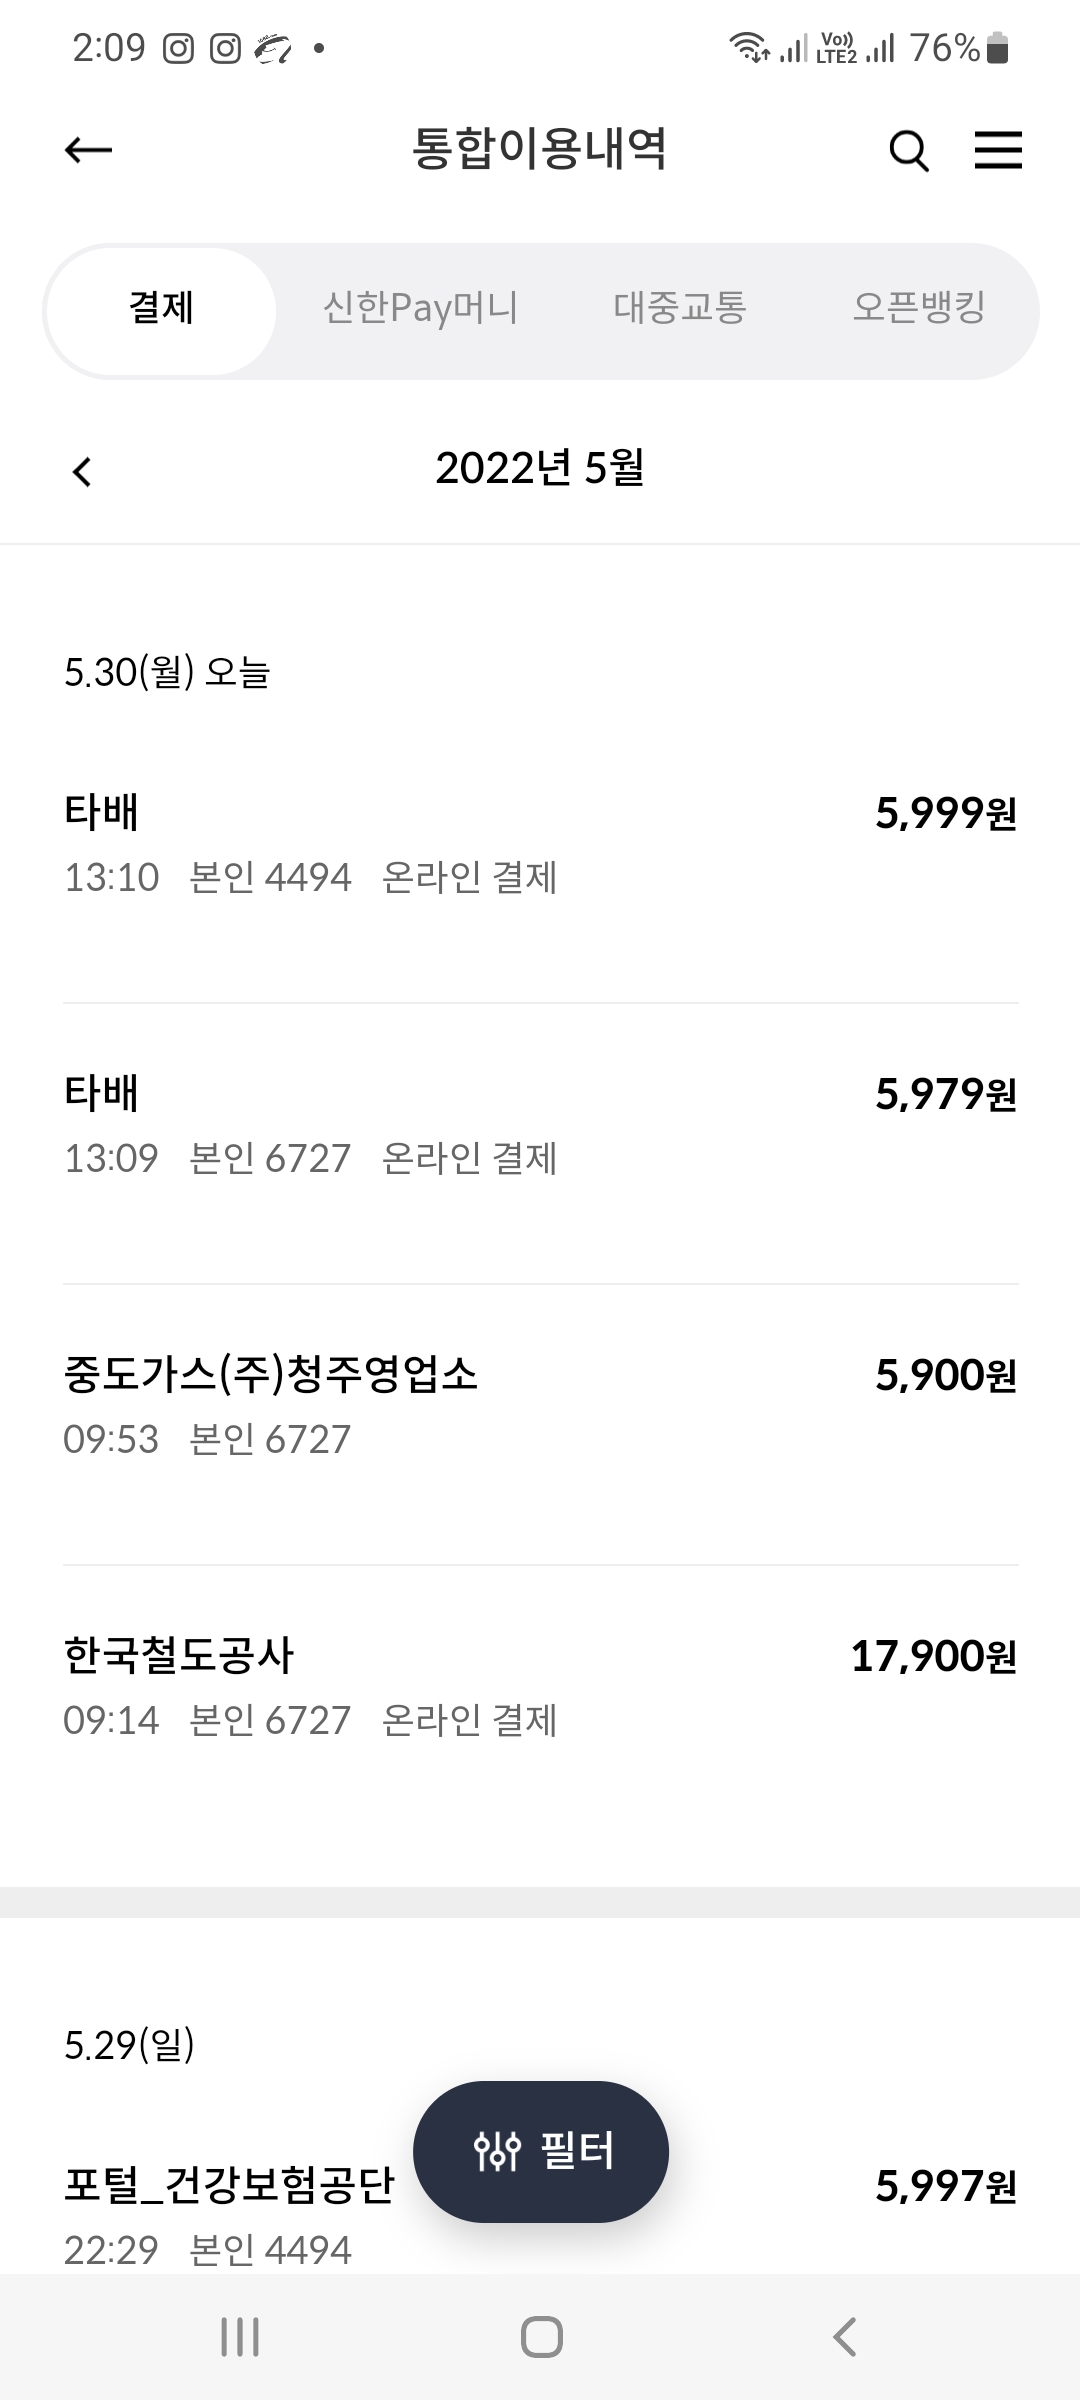 2:09 Vo)) LTE2 76%
통합이용내역
결제 신한Pay머니 대중교통 오픈뱅킹
2022년 5월
5.30(월) 오늘
타배 5,999원
13:10 본인 4494 온라인 결제
타배 5,979원
13:09 본인 6727 온라인 결제
중도가스(주)청주영업소 5,900원
09:53 본인 6727
한국철도공사 17,900원
09:14 본인 6727 온라인 결제
5.29(일)
필터
포털_건강보험공단 5,997원
22:29 본인 4494